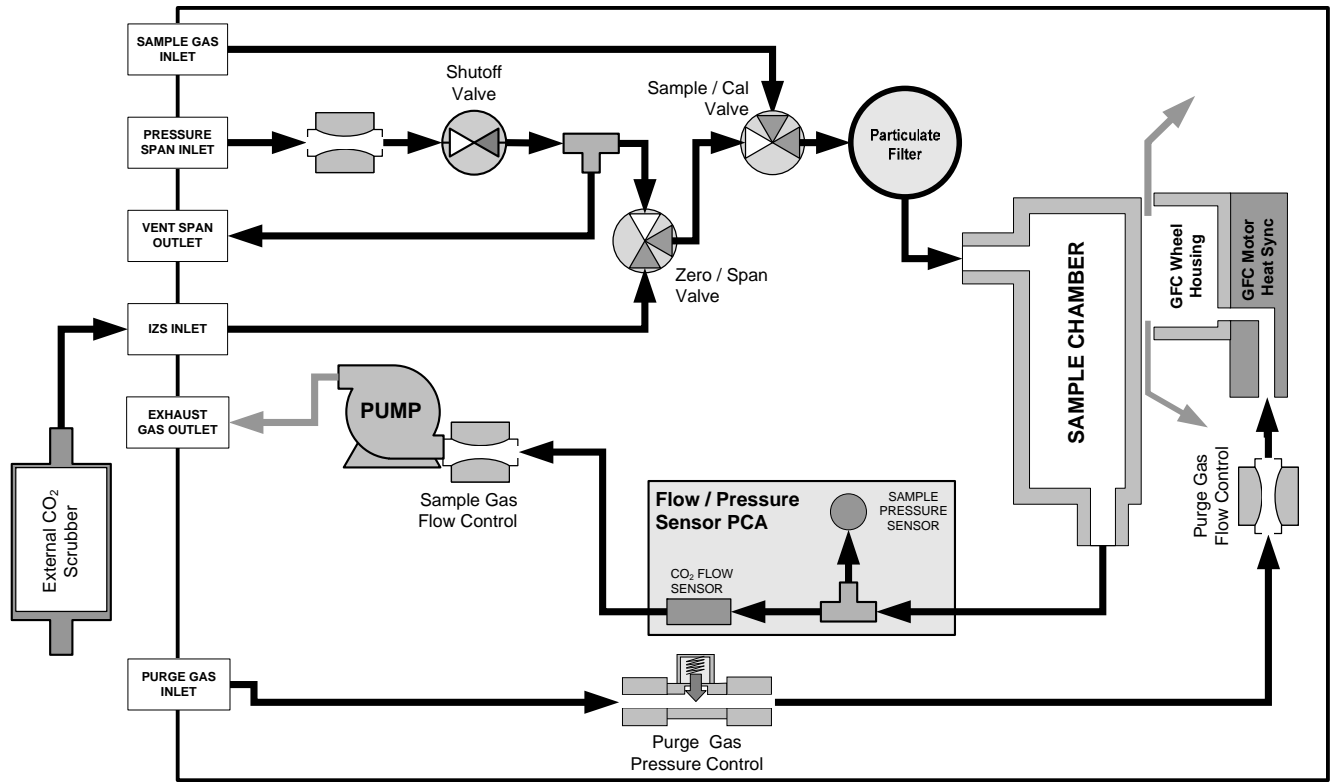 SAMPLE GAS
INLET
Shutoff
Valve
Sample / Cal
Valve
PRESSURE
SPAN INLET
Particulate
Filter
VENT SPAN
OUTLET
Zero / Span
Valve
GFC Wheel
Housing
GFC Motor
Heat Sync
SAMPLE CHAMBER
IZS INLET
EXHAUST
GAS OUTLET
PUMP
Sample Gas
Flow Control
External CO₂
Scrubber
Flow / Pressure
Sensor PCA
SAMPLE
PRESSURE
SENSOR
CO₂ FLOW
SENSOR
Purge Gas
Flow Control
PURGE GAS
INLET
Purge Gas
Pressure Control